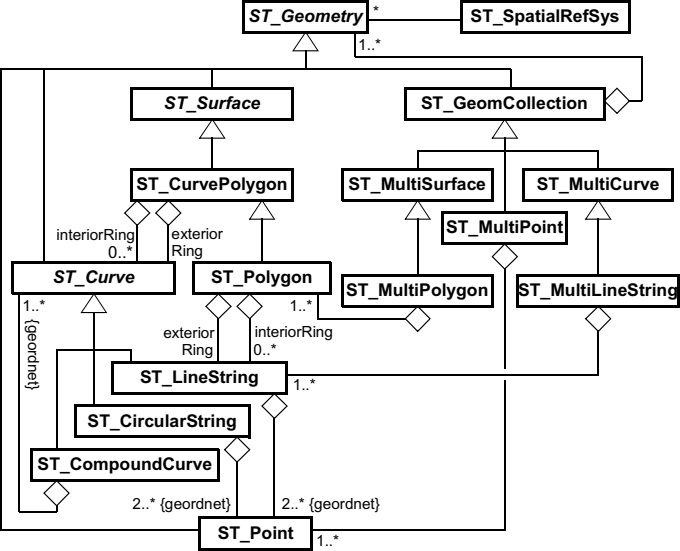 ST_Geometry
*
ST_SpatialRefSys
1..*
ST_Surface
ST_GeomCollection
ST_CurvePolygon
ST_MultiSurface
ST_MultiCurve
interiorRing
0..*
exterior
Ring
ST_MultiPoint
ST_Curve
ST_Polygon
ST_MultiPolygon
ST_MultiLineString
1..*
{geordnet}
1..*
exterior
Ring
interiorRing
0..*
ST_LineString
1..*
ST_CircularString
ST_CompoundCurve
2..* {geordnet}
2..* {geordnet}
ST_Point
1..*